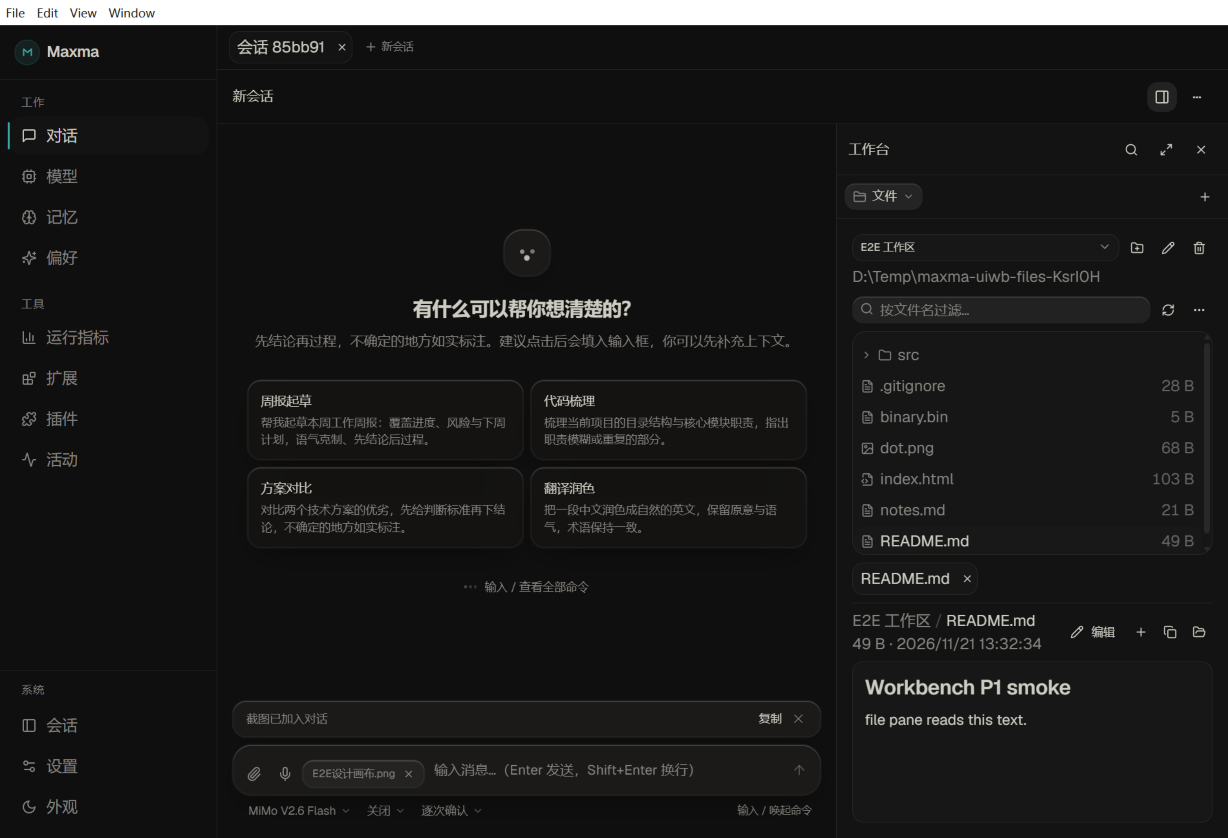 File Edit View Window
M Maxma
工作
对话
模型
记忆
偏好
工具
运行指标
扩展
插件
活动
系统
会话
设置
外观
会话 85bb91 × + 新会话
新会话
有什么可以帮你想清楚的？
先结论再过程，不确定的地方如实标注。建议点击后会填入输入框，你可以先补充上下文。
周报起草
帮我起草本周工作周报：覆盖进度、风险与下周
计划，语气克制、先结论后过程。
代码梳理
梳理当前项目的目录结构与核心模块职责，指出
职责模糊或重复的部分。
方案对比
对比两个技术方案的优劣，先给判断标准再下结
论，不确定的地方如实标注。
翻译润色
把一段中文润色成自然的英文，保留原意与语
气，术语保持一致。
输入 / 查看全部命令
截图已加入对话 复制
E2E设计画布.png × 输入消息...（Enter 发送，Shift+Enter 换行）
MiMo V2.6 Flash 关闭 逐次确认 输入 / 唤起命令
工作台
文件
E2E 工作区
D:\Temp\maxma-uiwb-files-KsrI0H
按文件名过滤...
src
.gitignore 28 B
binary.bin 5 B
dot.png 68 B
index.html 103 B
notes.md 21 B
README.md 49 B
README.md ×
E2E 工作区 / README.md
49 B · 2026/11/21 13:32:34
编辑
Workbench P1 smoke
file pane reads this text.